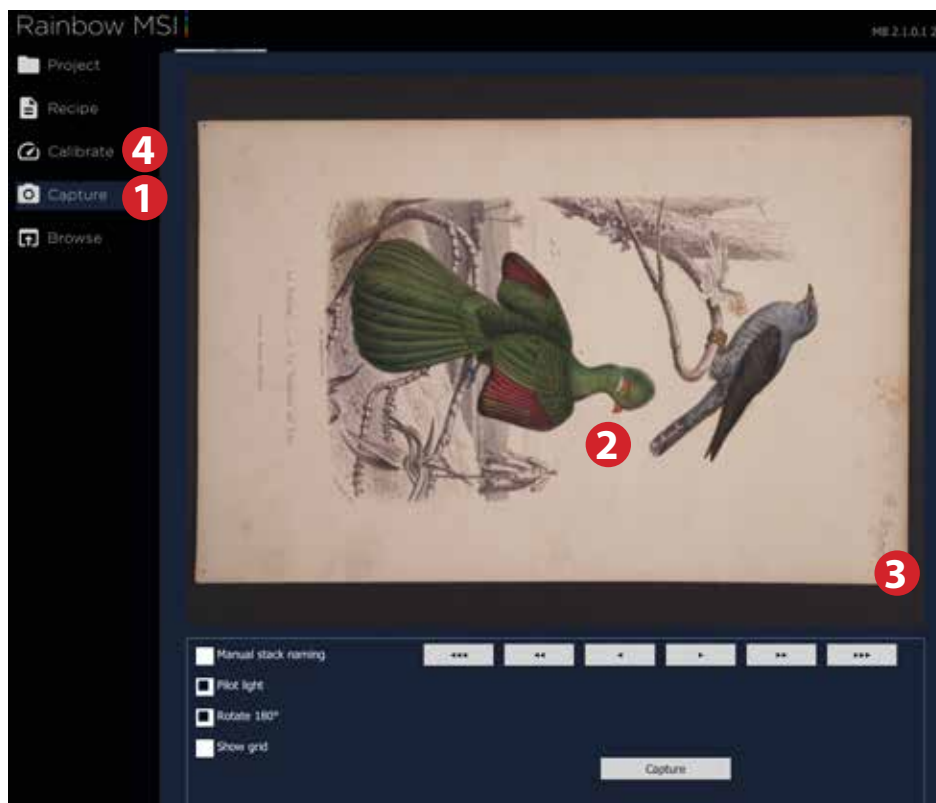 Rainbow MSI
MB 2.1.0.1 2
Project
Recipe
Calibrate 4
Capture 1
Browse
2
3
Manual stack naming
Pilot light
Rotate 180°
Show grid
Capture